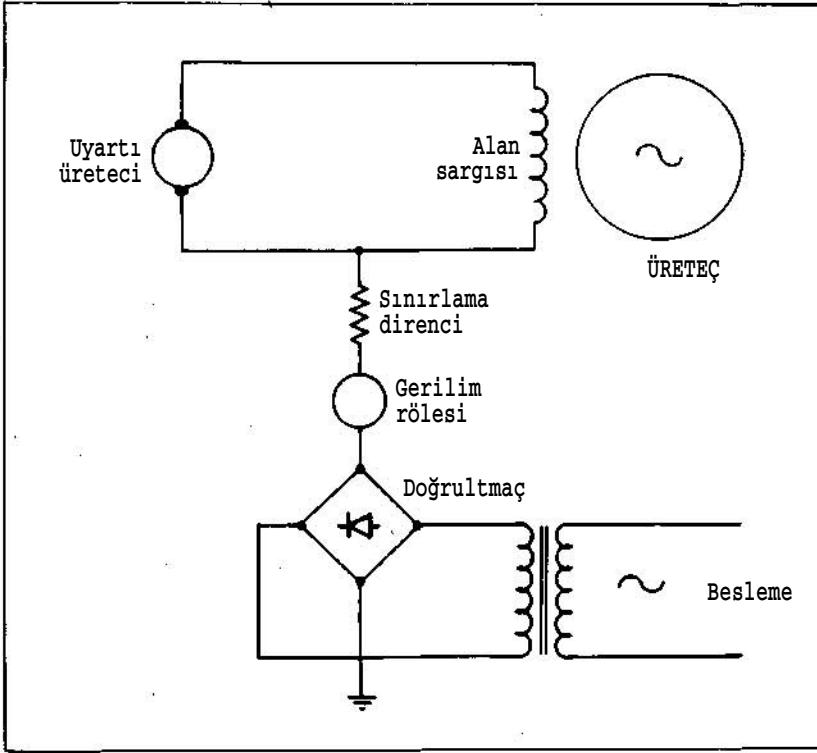 Uyartı
üreteci
Alan
sargısı
ÜRETEÇ
Sınırlama
direnci
Gerilim
rölesi
Doğrultmaç
Besleme